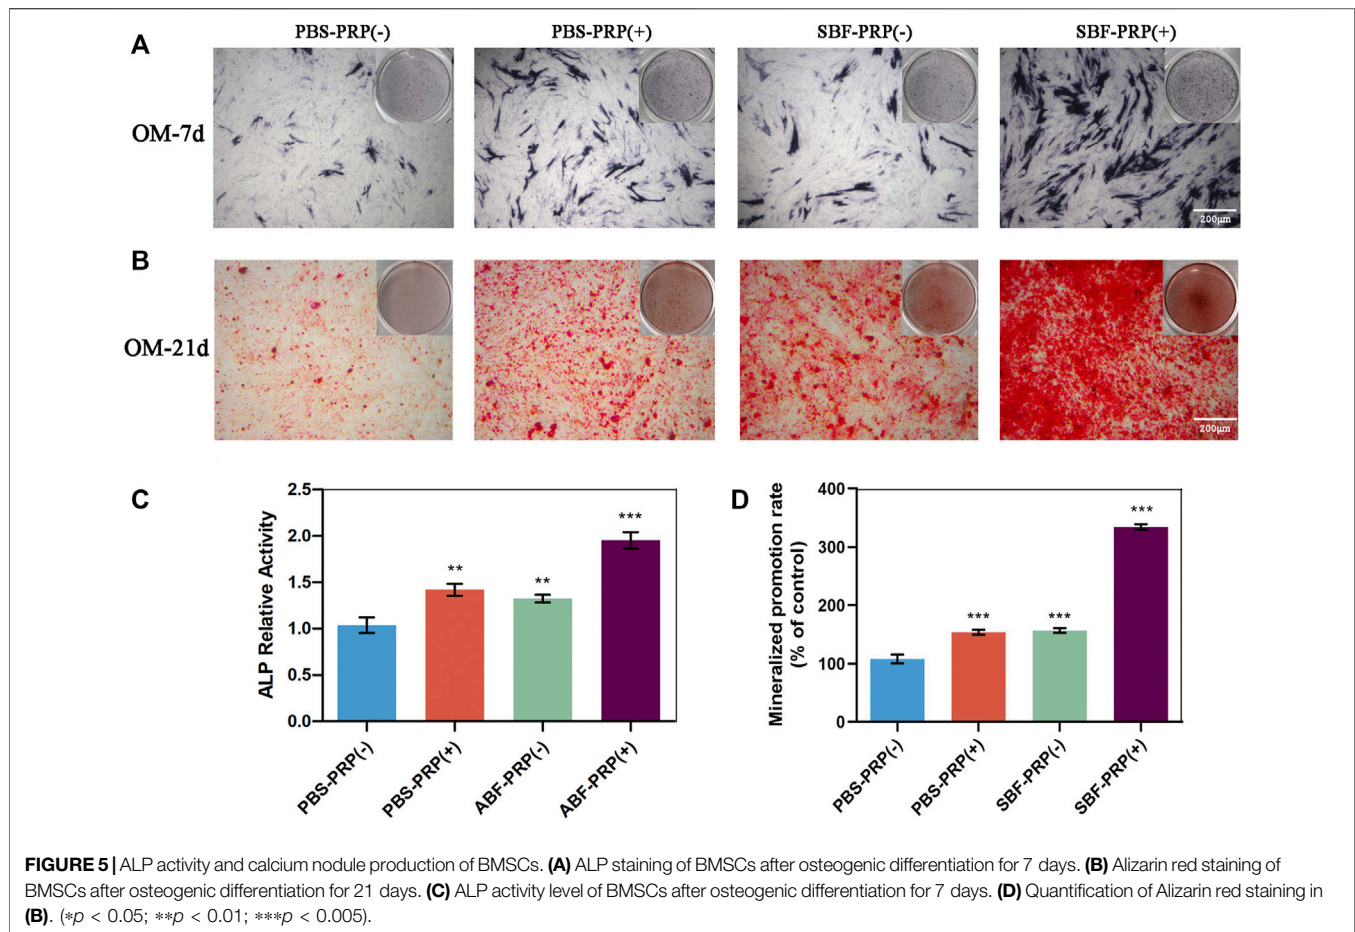 PBS-PRP(-) PBS-PRP(+) SBF-PRP(-) SBF-PRP(+)
A
OM-7d
200μm
B
OM-21d
200μm
C
ALP Relative Activity
2.5
2.0
1.5
1.0
0.5
0.0
**
**
***
PBS-PRP(-)
PBS-PRP(+)
ABF-PRP(-)
ABF-PRP(+)
D
Mineralized promotion rate
(% of control)
400
300
200
100
0
***
***
***
PBS-PRP(-)
PBS-PRP(+)
SBF-PRP(-)
SBF-PRP(+)
FIGURE 5 | ALP activity and calcium nodule production of BMSCs. (A) ALP staining of BMSCs after osteogenic differentiation for 7 days. (B) Alizarin red staining of
BMSCs after osteogenic differentiation for 21 days. (C) ALP activity level of BMSCs after osteogenic differentiation for 7 days. (D) Quantification of Alizarin red staining in
(B). (*p < 0.05; **p < 0.01; ***p < 0.005).